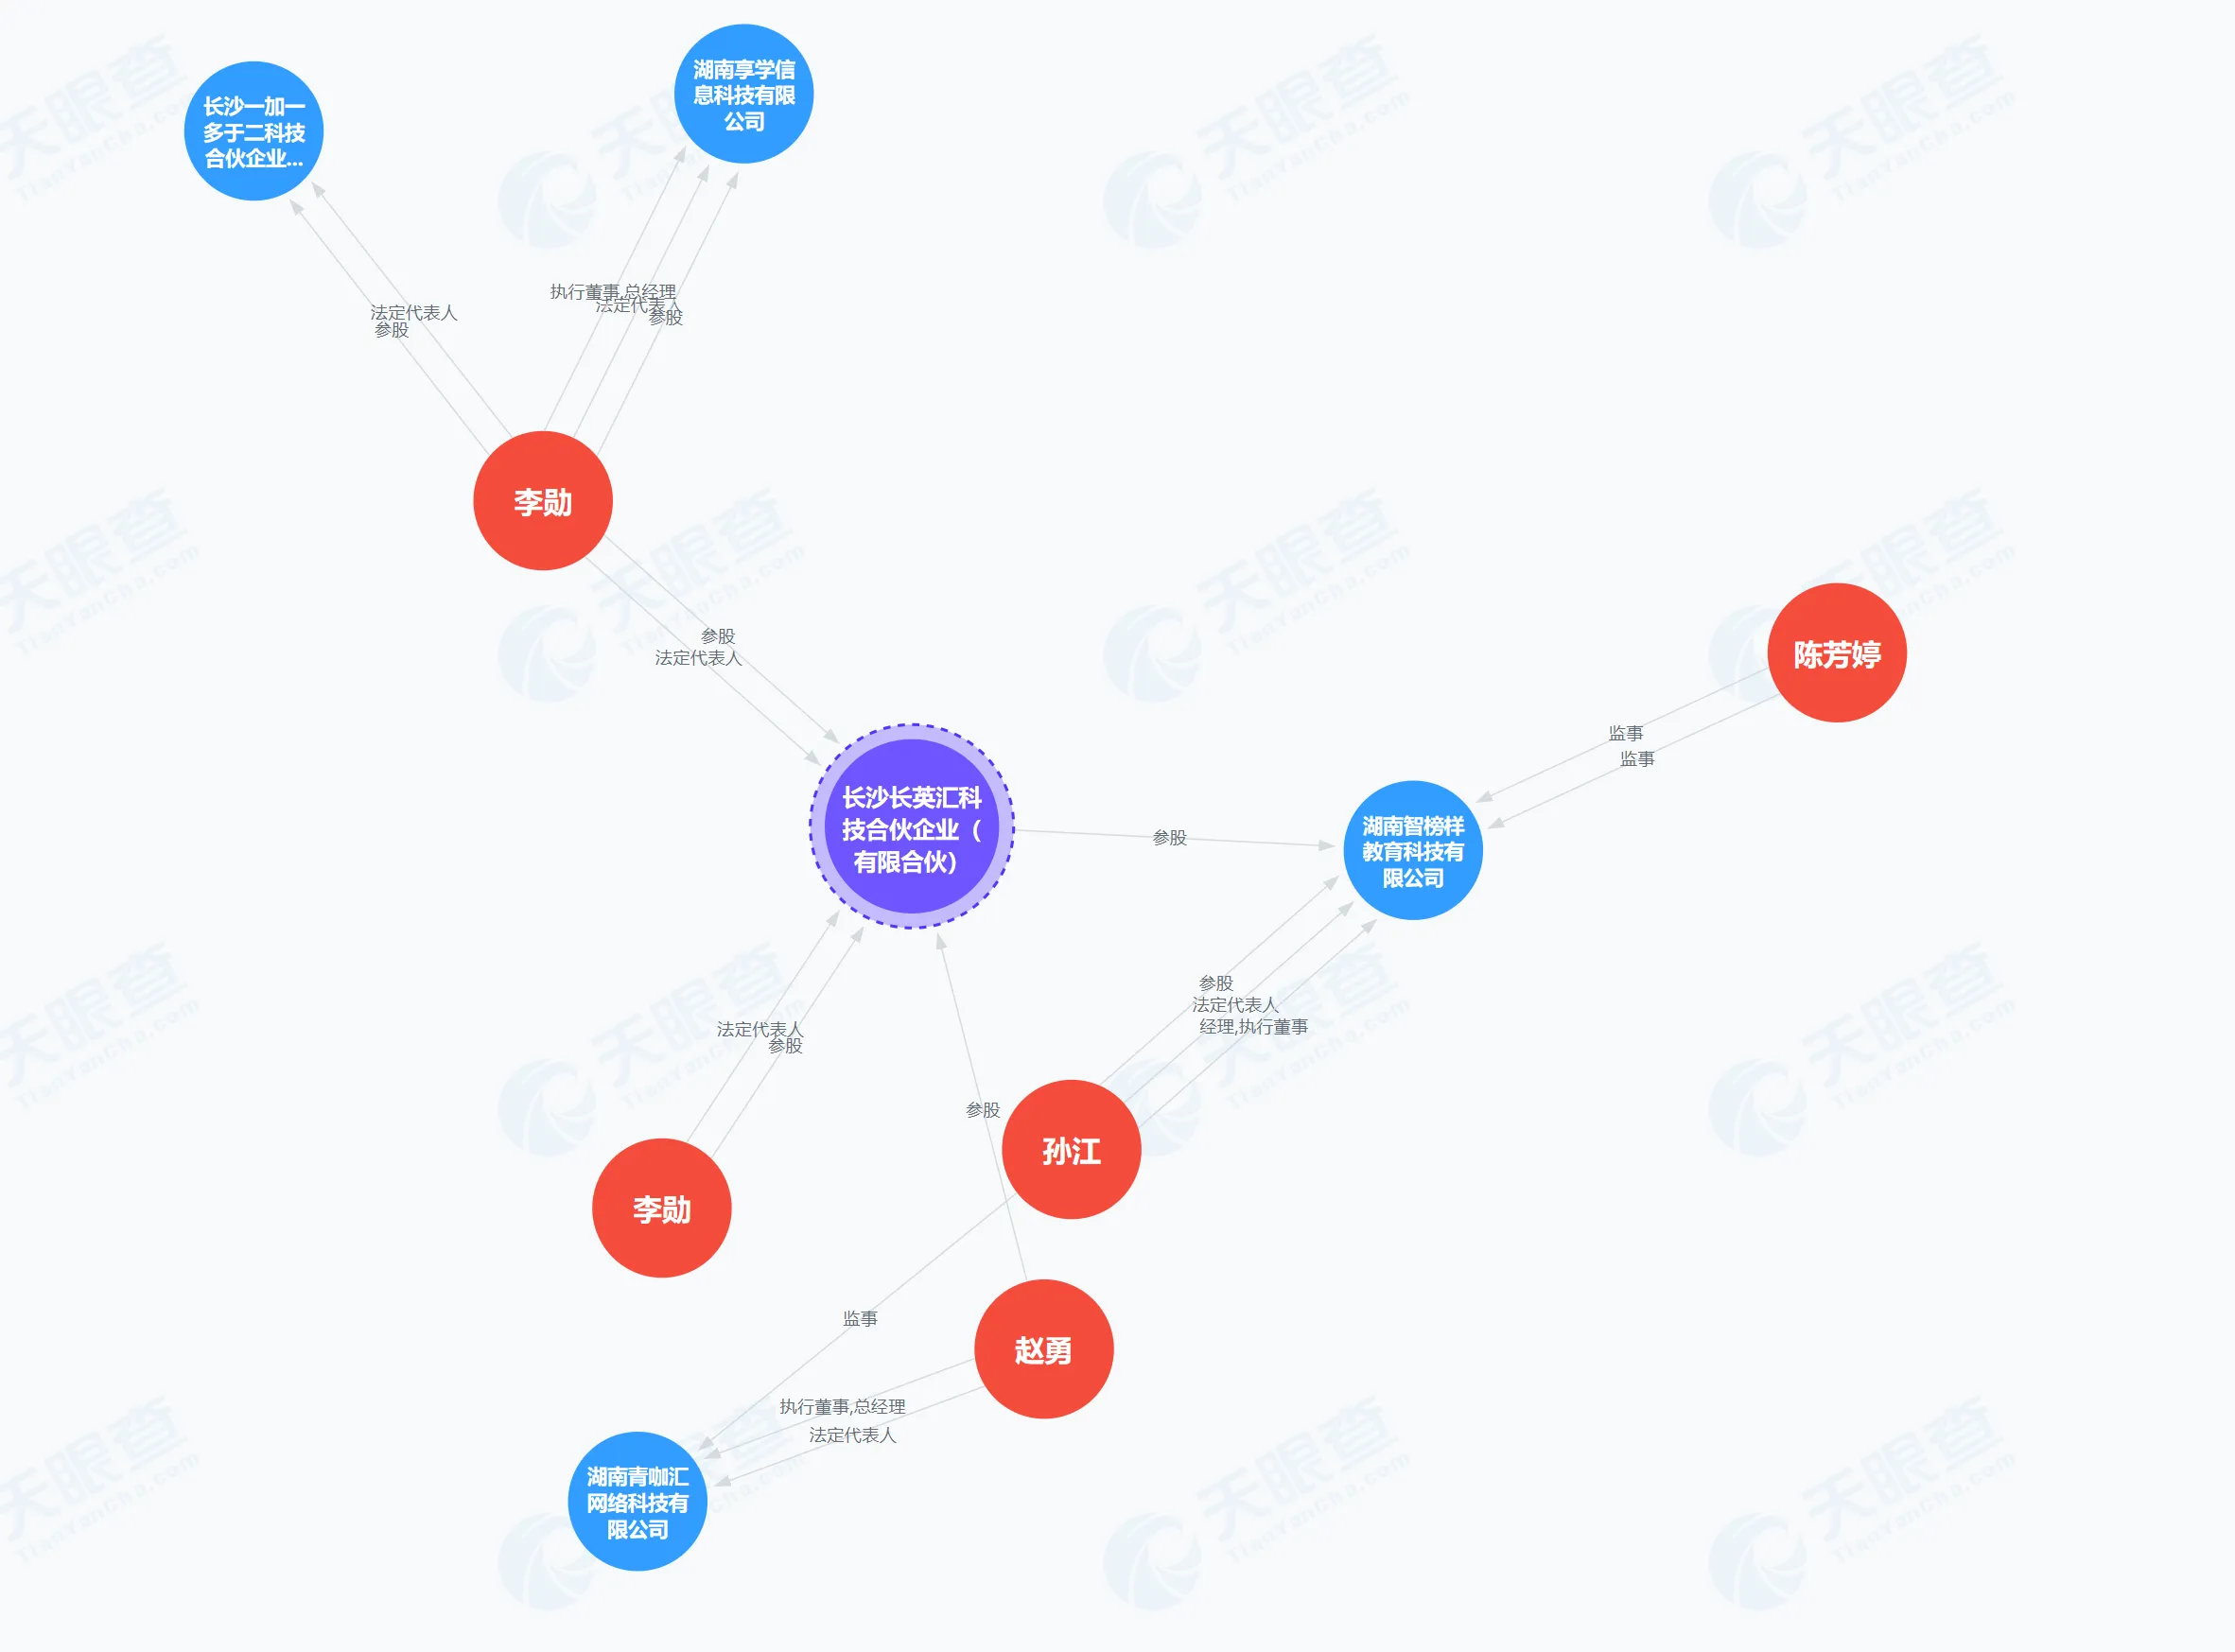 湖南享学信
息科技有限
公司
长沙一加一
多于二科技
合伙企业...
执行董事,总经理
法定代表人
参股
法定代表人
参股
李勋
参股
法定代表人
陈芳婷
监事
监事
长沙长英汇科
技合伙企业（
有限合伙）
参股
湖南智榜样
教育科技有
限公司
参股
法定代表人
经理,执行董事
法定代表人
参股
参股
孙江
李勋
监事
赵勇
执行董事,总经理
法定代表人
湖南青咖汇
网络科技有
限公司
天眼查
TianYanCha.com